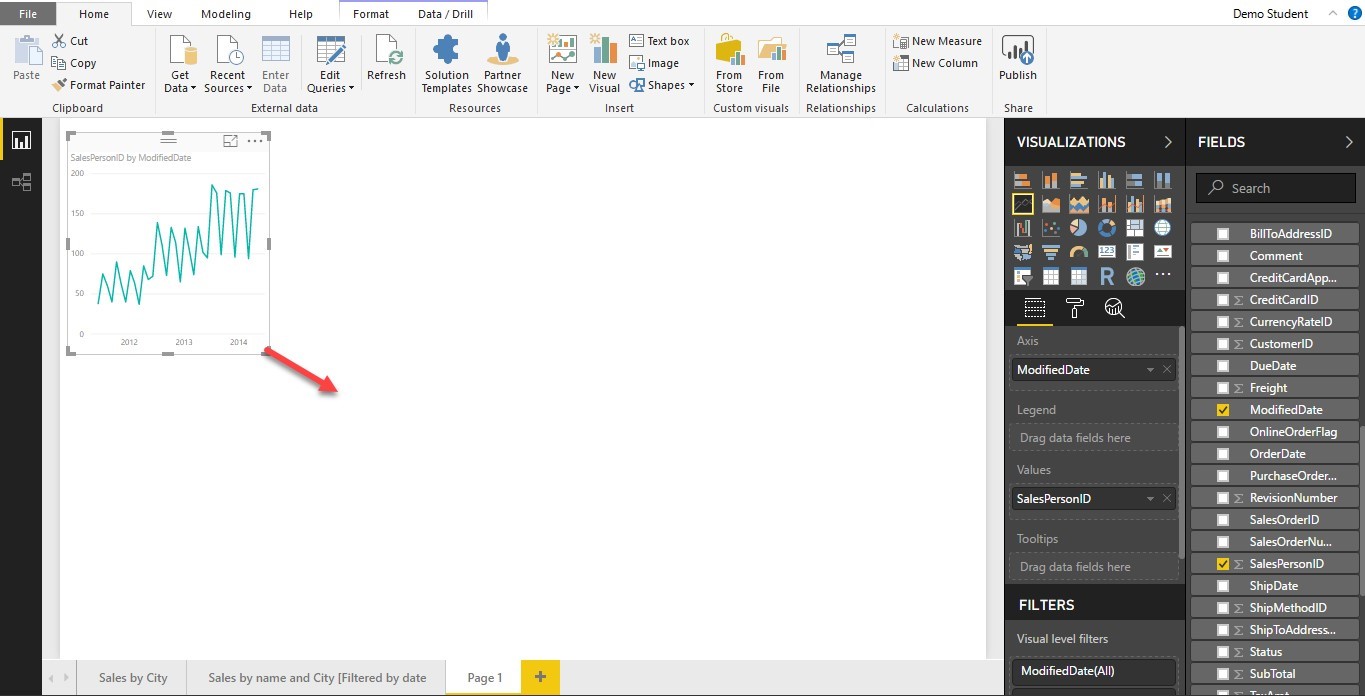 File Home View Modeling Help Format Data / Drill Demo Student ?
Paste
Cut
Copy
Format Painter
Clipboard
Get
Data
Recent
Sources
Enter
Data
Edit
Queries
Refresh
External data
Solution
Templates
Partner
Showcase
Resources
New
Page
New
Visual
Text box
Image
Shapes
Insert
From
Store
From
File
Custom visuals
Manage
Relationships
Relationships
New Measure
New Column
Calculations
Publish
Share
SalesPersonID by ModifiedDate
200
150
100
50
0
2012 2013 2014
VISUALIZATIONS
123
R
Axis
ModifiedDate
Legend
Drag data fields here
Values
SalesPersonID
Tooltips
Drag data fields here
FILTERS
Visual level filters
ModifiedDate(All)
FIELDS
Search
BillToAddressID
Comment
CreditCardApp...
Σ CreditCardID
Σ CurrencyRateID
Σ CustomerID
DueDate
Σ Freight
ModifiedDate
OnlineOrderFlag
OrderDate
PurchaseOrder...
Σ RevisionNumber
SalesOrderID
SalesOrderNu...
Σ SalesPersonID
ShipDate
Σ ShipMethodID
Σ ShipToAddress...
Σ Status
Σ SubTotal
Sales by City Sales by name and City [Filtered by date Page 1 +